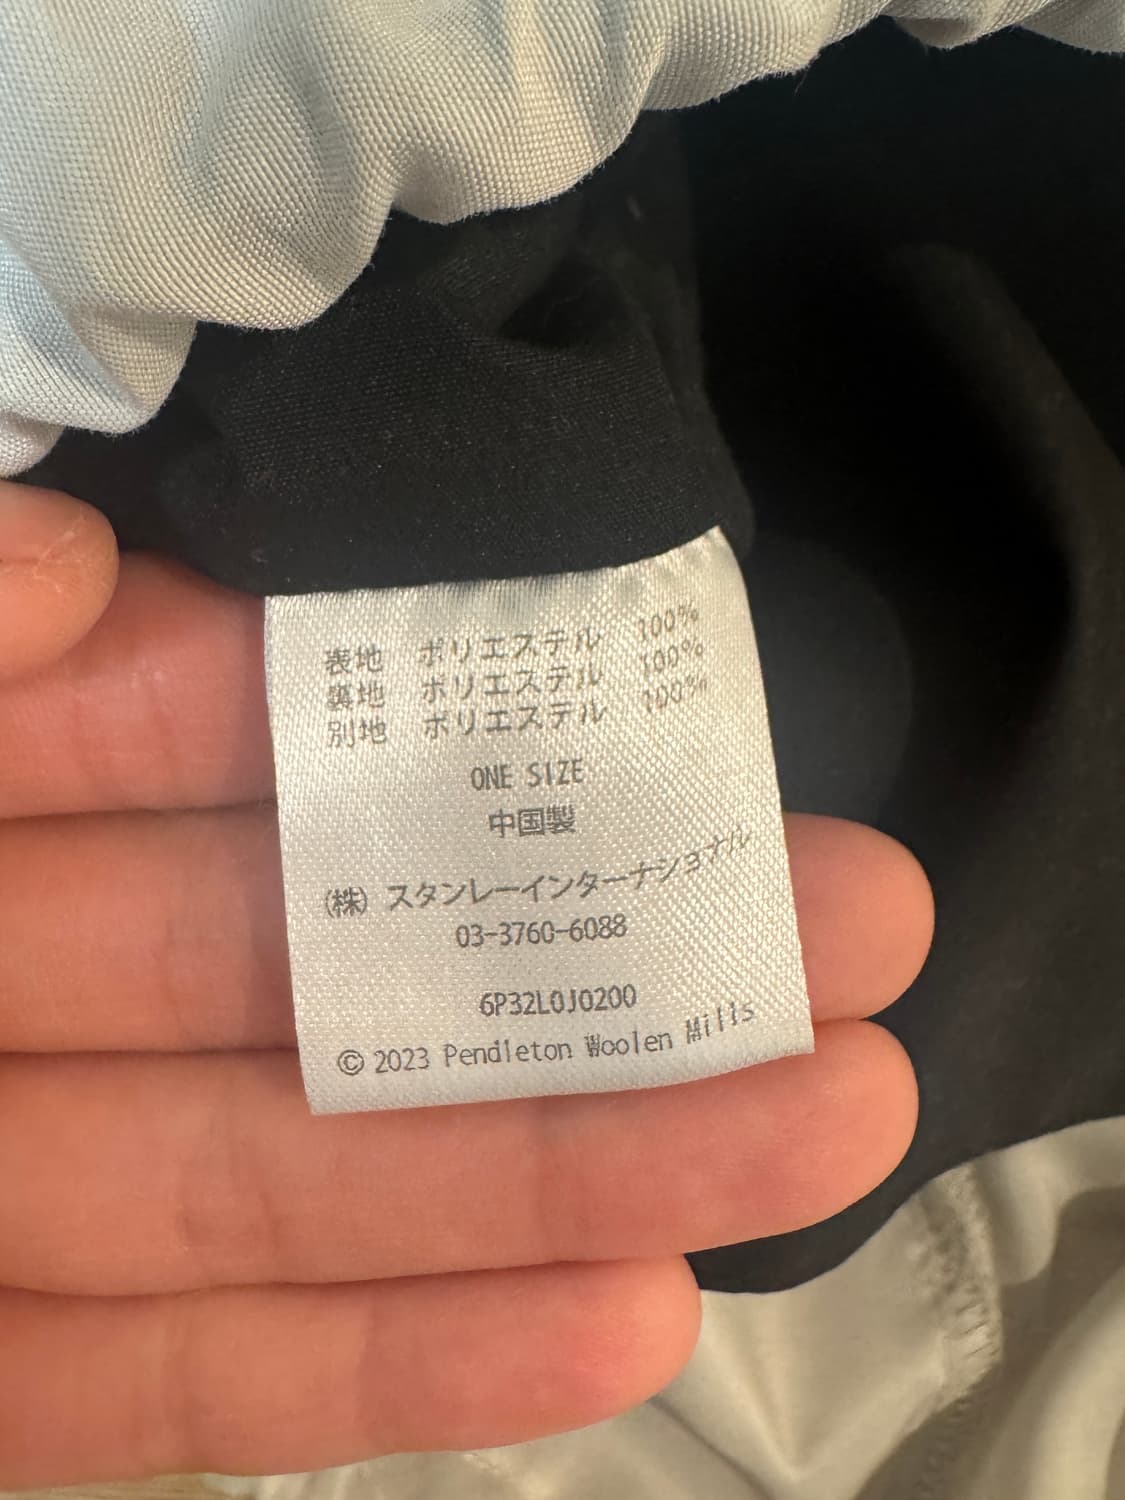 表地 ポリエステル 100%
裏地 ポリエステル 100%
別地 ポリエステル 100%
ONE SIZE
中国製
(株) スタンレーインターナショナル
03-3760-6088
6P32L0J0200
© 2023 Pendleton Woolen Mills